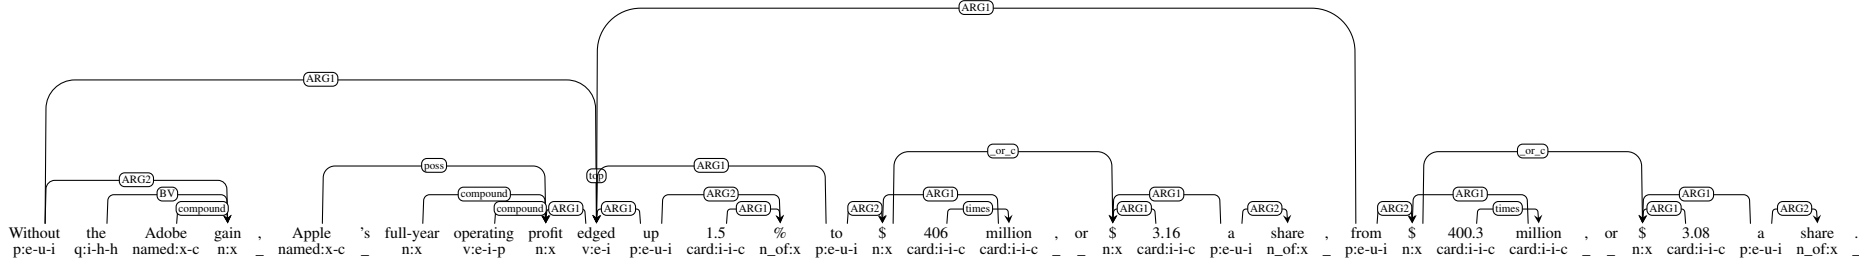 ARG1
ARG1
_or_c _or_c
poss ARG1
top
ARG2
BV compound ARG2 ARG1 times ARG1 ARG1 times ARG1
compound compound ARG1 ARG1 ARG1 ARG2 ARG1 ARG2 ARG2 ARG1 ARG2
Without the Adobe gain , Apple 's full-year operating profit edged up 1.5 % to $ 406 million , or $ 3.16 a share , from $ 400.3 million , or $ 3.08 a share .
p:e-u-i q:i-h-h named:x-c n:x _ named:x-c _ n:x v:e-i-p n:x v:e-i p:e-u-i card:i-i-c n_of:x p:e-u-i n:x card:i-i-c card:i-i-c _ _ n:x card:i-i-c p:e-u-i n_of:x _ p:e-u-i n:x card:i-i-c card:i-i-c _ _ n:x card:i-i-c p:e-u-i n_of:x _